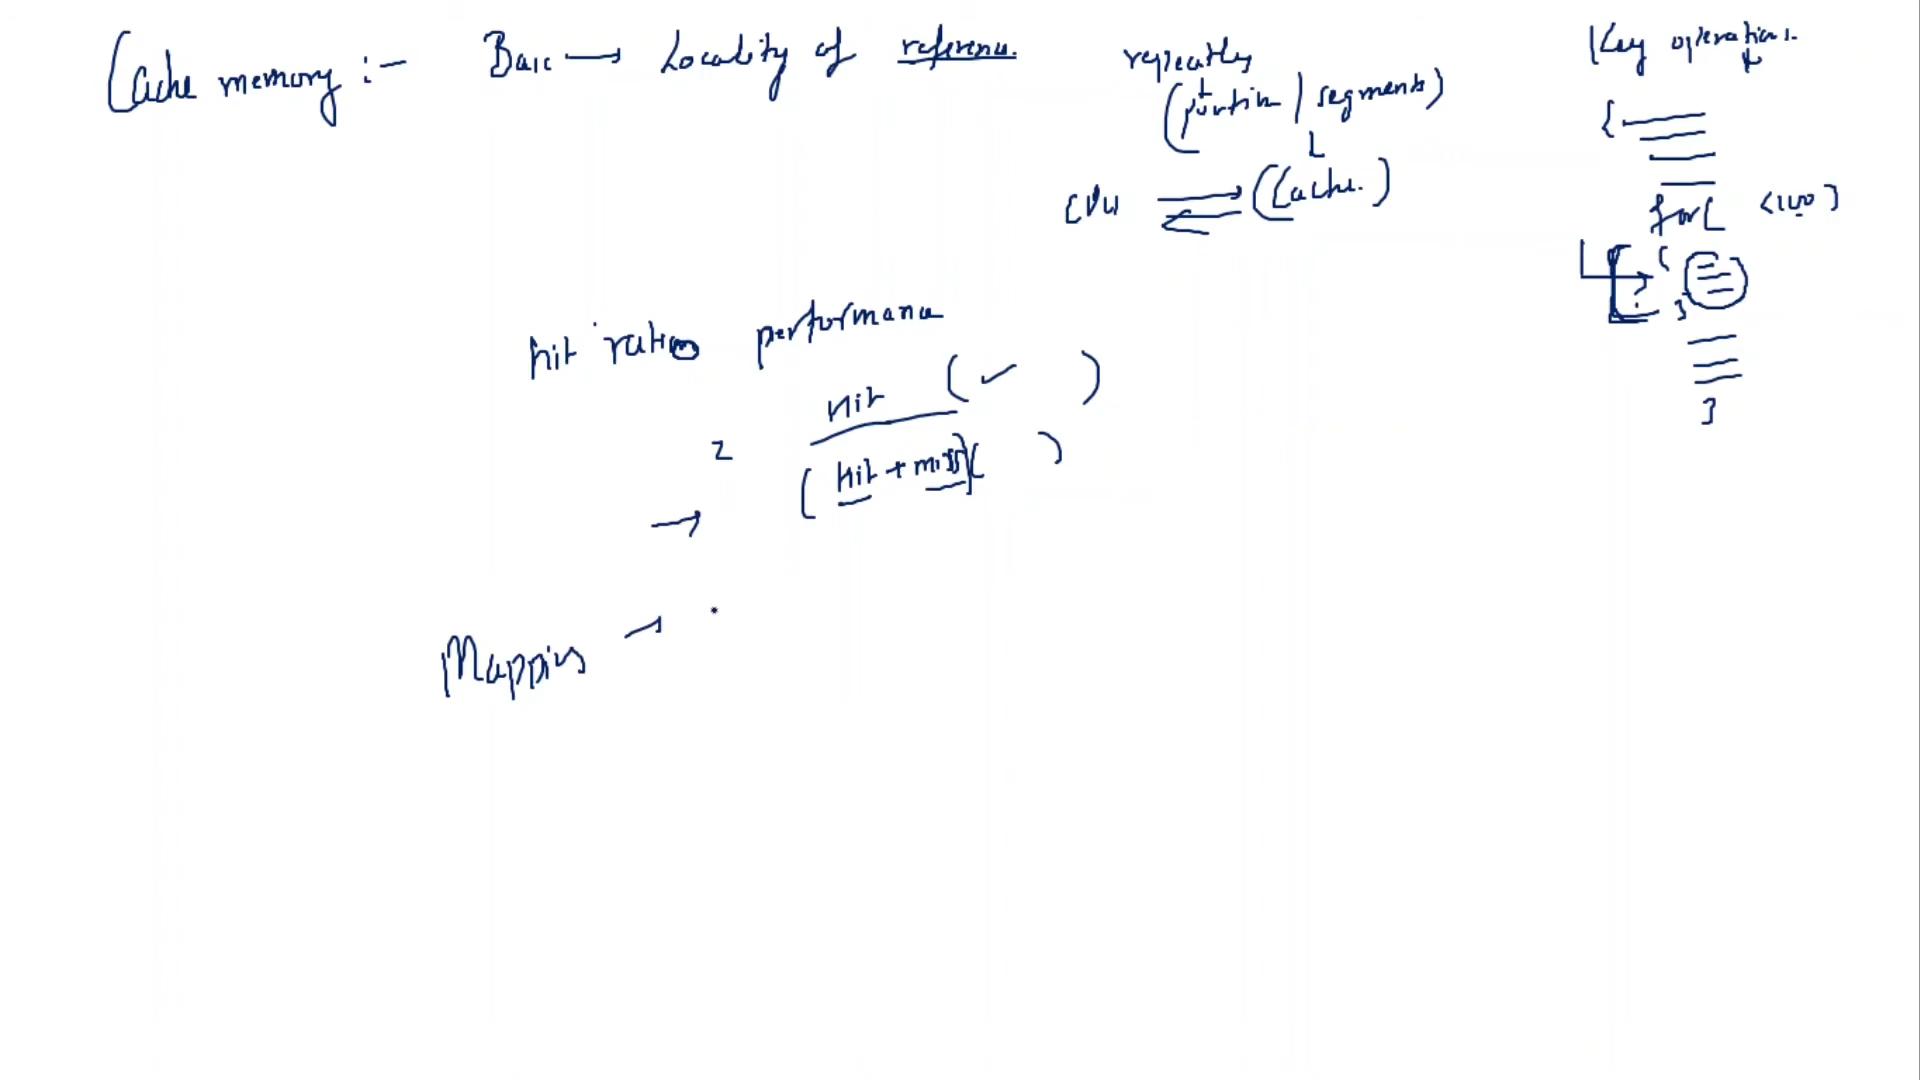 Cache memory :- Basic → Locality of reference.
repeatly
(portion / segments)
CPU (Cache.)
Key operations.
{
for( <100)
{
}
}
hit ratio performance
= hit ( ✓ )
(hit + miss) ( )
→
Mapping →